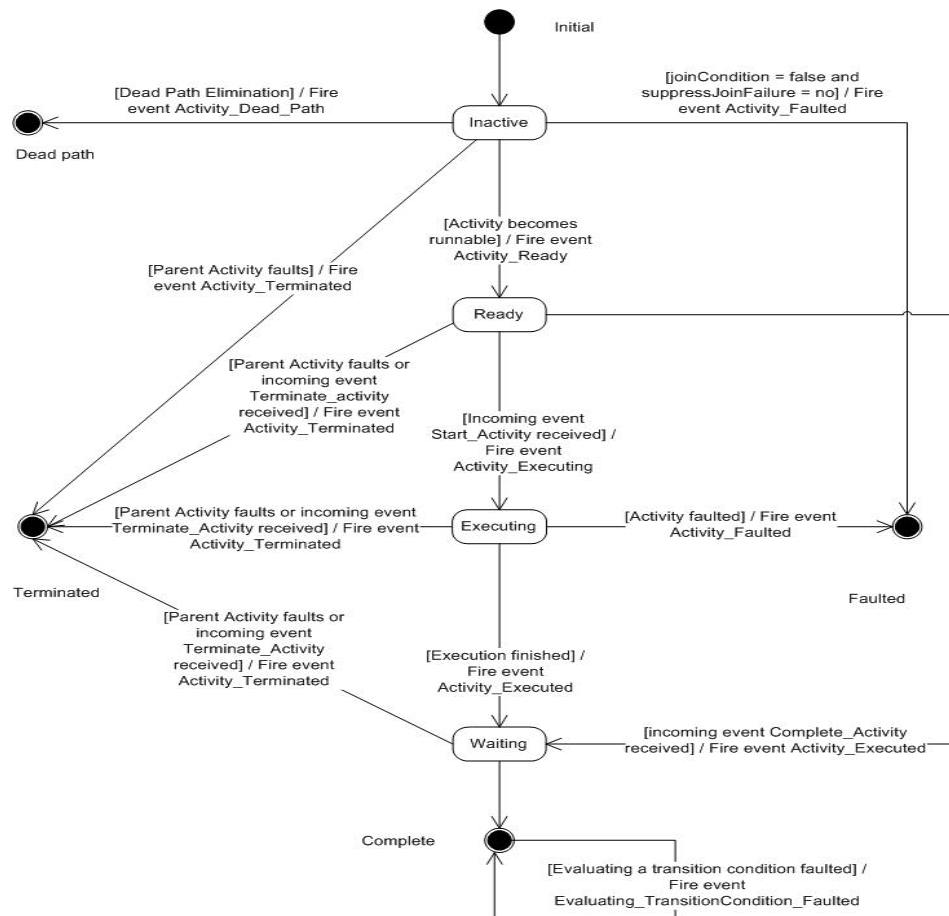 Initial
[Dead Path Elimination] / Fire
event Activity_Dead_Path
[joinCondition = false and
suppressJoinFailure = no] / Fire
event Activity_Faulted
Inactive
Dead path
[Activity becomes
runnable] / Fire event
Activity_Ready
[Parent Activity faults] / Fire
event Activity_Terminated
Ready
[Parent Activity faults or
incoming event
Terminate_activity
received] / Fire event
Activity_Terminated
[Incoming event
Start_Activity received] /
Fire event
Activity_Executing
[Parent Activity faults or incoming event
Terminate_Activity received] / Fire event
Activity_Terminated
Executing
[Activity faulted] / Fire event
Activity_Faulted
Terminated
Faulted
[Parent Activity faults or
incoming event
Terminate_Activity
received] / Fire event
Activity_Terminated
[Execution finished] /
Fire event
Activity_Executed
Waiting
[incoming event Complete_Activity
received] / Fire event Activity_Executed
Complete
[Evaluating a transition condition faulted] /
Fire event
Evaluating_TransitionCondition_Faulted